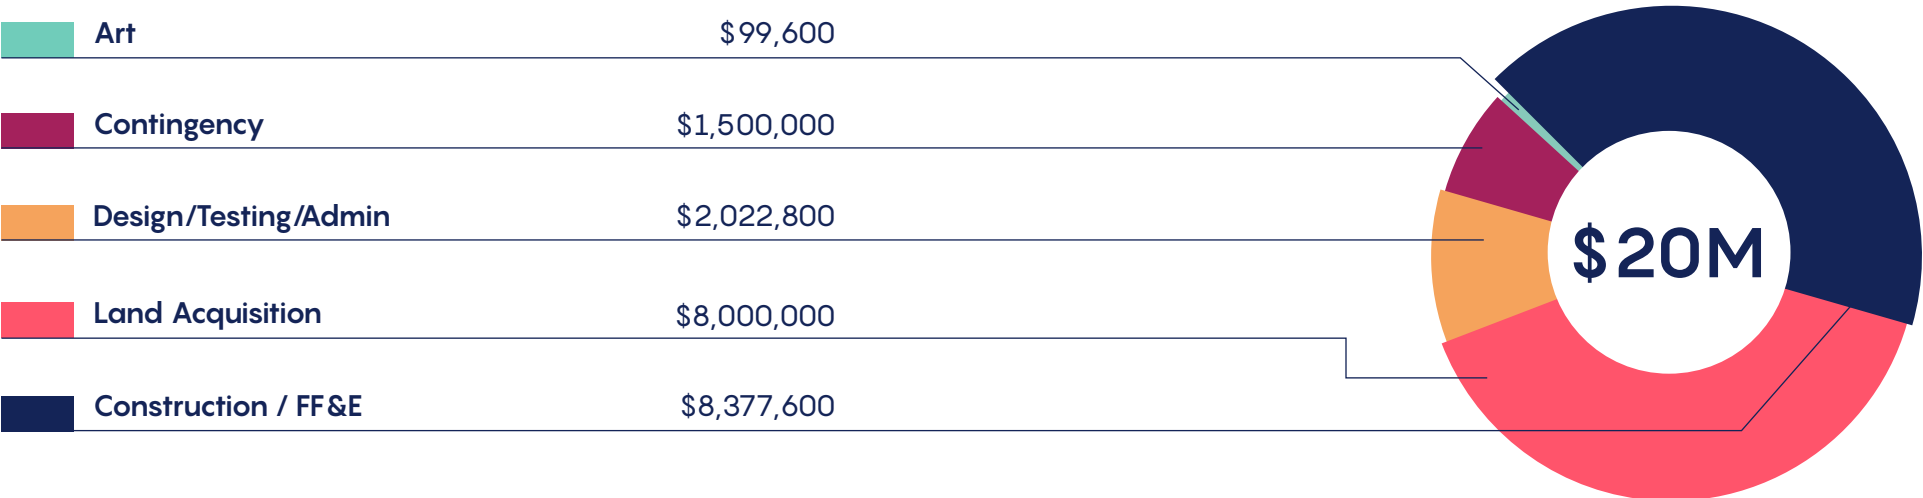 Art $99,600
Contingency $1,500,000
Design/Testing/Admin $2,022,800
Land Acquisition $8,000,000
Construction / FF&E $8,377,600
$20M